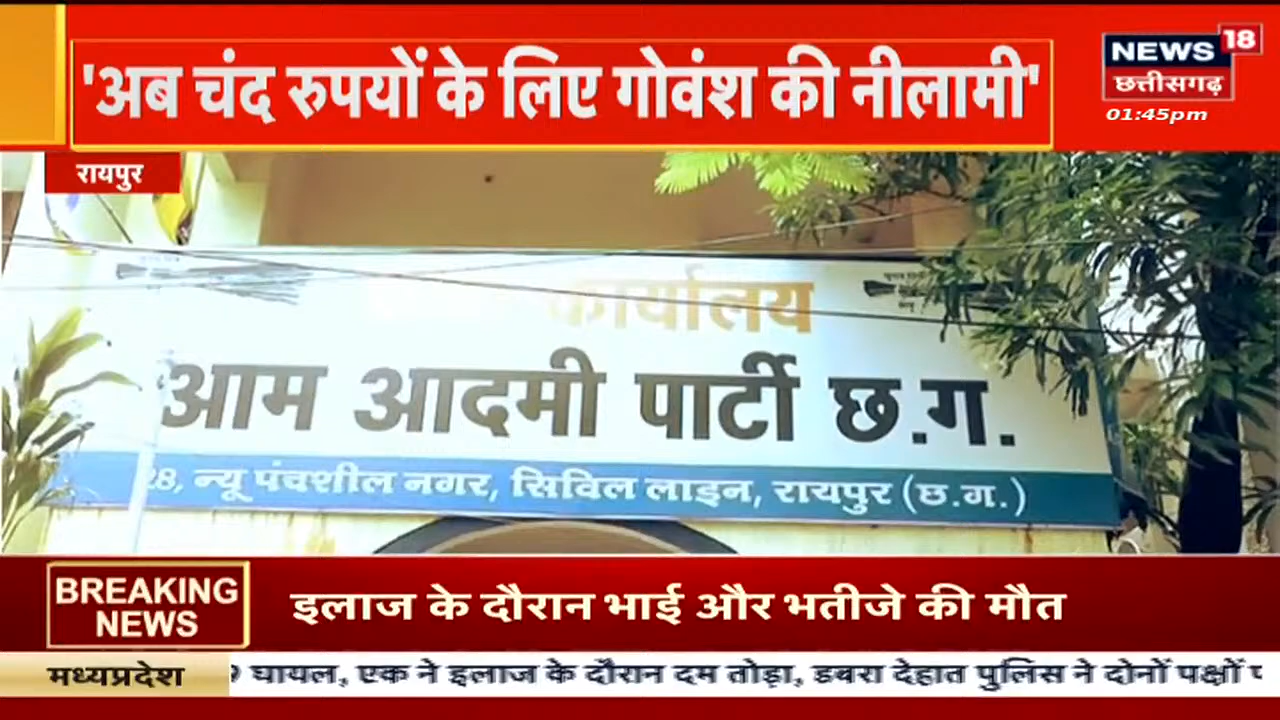 'अब चंद रुपयों के लिए गोवंश की नीलामी'
NEWS 18
छत्तीसगढ़
01:45pm
रायपुर
कार्यालय
आम आदमी पार्टी छ.ग.
28, न्यू पंचशील नगर, सिविल लाइन, रायपुर (छ.ग.)
BREAKING NEWS
इलाज के दौरान भाई और भतीजे की मौत
मध्यप्रदेश
घायल, एक ने इलाज के दौरान दम तोड़ा, डबरा देहात पुलिस ने दोनों पक्षों